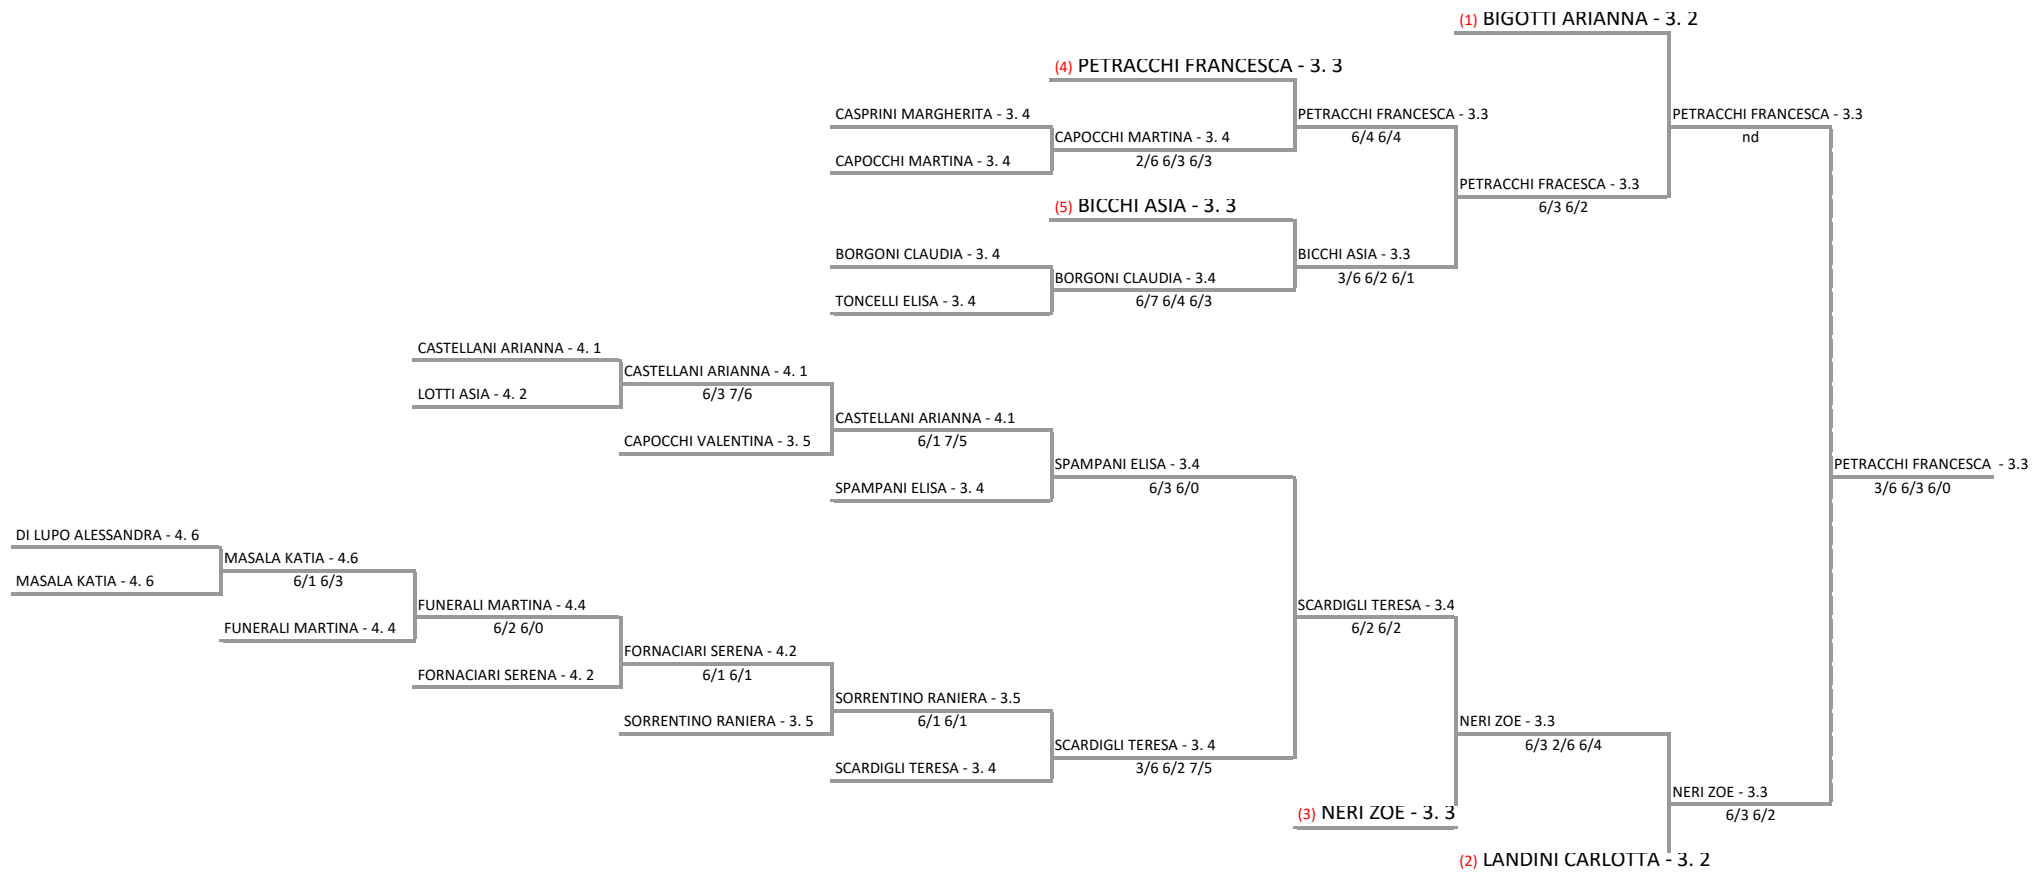 (1) BIGOTTI ARIANNA - 3. 2
(4) PETRACCHI FRANCESCA - 3. 3
CASPRINI MARGHERITA - 3. 4
PETRACCHI FRANCESCA - 3.3
PETRACCHI FRANCESCA - 3.3
CAPOCCHI MARTINA - 3. 4
6/4 6/4
nd
CAPOCCHI MARTINA - 3. 4
2/6 6/3 6/3
PETRACCHI FRACESCA - 3.3
(5) BICCHI ASIA - 3. 3
6/3 6/2
BORGONI CLAUDIA - 3. 4
BICCHI ASIA - 3.3
BORGONI CLAUDIA - 3.4
3/6 6/2 6/1
TONCELLI ELISA - 3. 4
6/7 6/4 6/3
CASTELLANI ARIANNA - 4. 1
CASTELLANI ARIANNA - 4. 1
LOTTI ASIA - 4. 2
6/3 7/6
CASTELLANI ARIANNA - 4.1
CAPOCCHI VALENTINA - 3. 5
6/1 7/5
SPAMPANI ELISA - 3.4
PETRACCHI FRANCESCA - 3.3
SPAMPANI ELISA - 3. 4
6/3 6/0
3/6 6/3 6/0
DI LUPO ALESSANDRA - 4. 6
MASALA KATIA - 4.6
MASALA KATIA - 4. 6
6/1 6/3
FUNERALI MARTINA - 4.4
SCARDIGLI TERESA - 3.4
FUNERALI MARTINA - 4. 4
6/2 6/0
6/2 6/2
FORNACIARI SERENA - 4.2
FORNACIARI SERENA - 4. 2
6/1 6/1
SORRENTINO RANIERA - 3.5
SORRENTINO RANIERA - 3. 5
6/1 6/1
NERI ZOE - 3.3
SCARDIGLI TERESA - 3. 4
6/3 2/6 6/4
SCARDIGLI TERESA - 3. 4
3/6 6/2 7/5
NERI ZOE - 3.3
(3) NERI ZOE - 3. 3
6/3 6/2
(2) LANDINI CARLOTTA - 3. 2